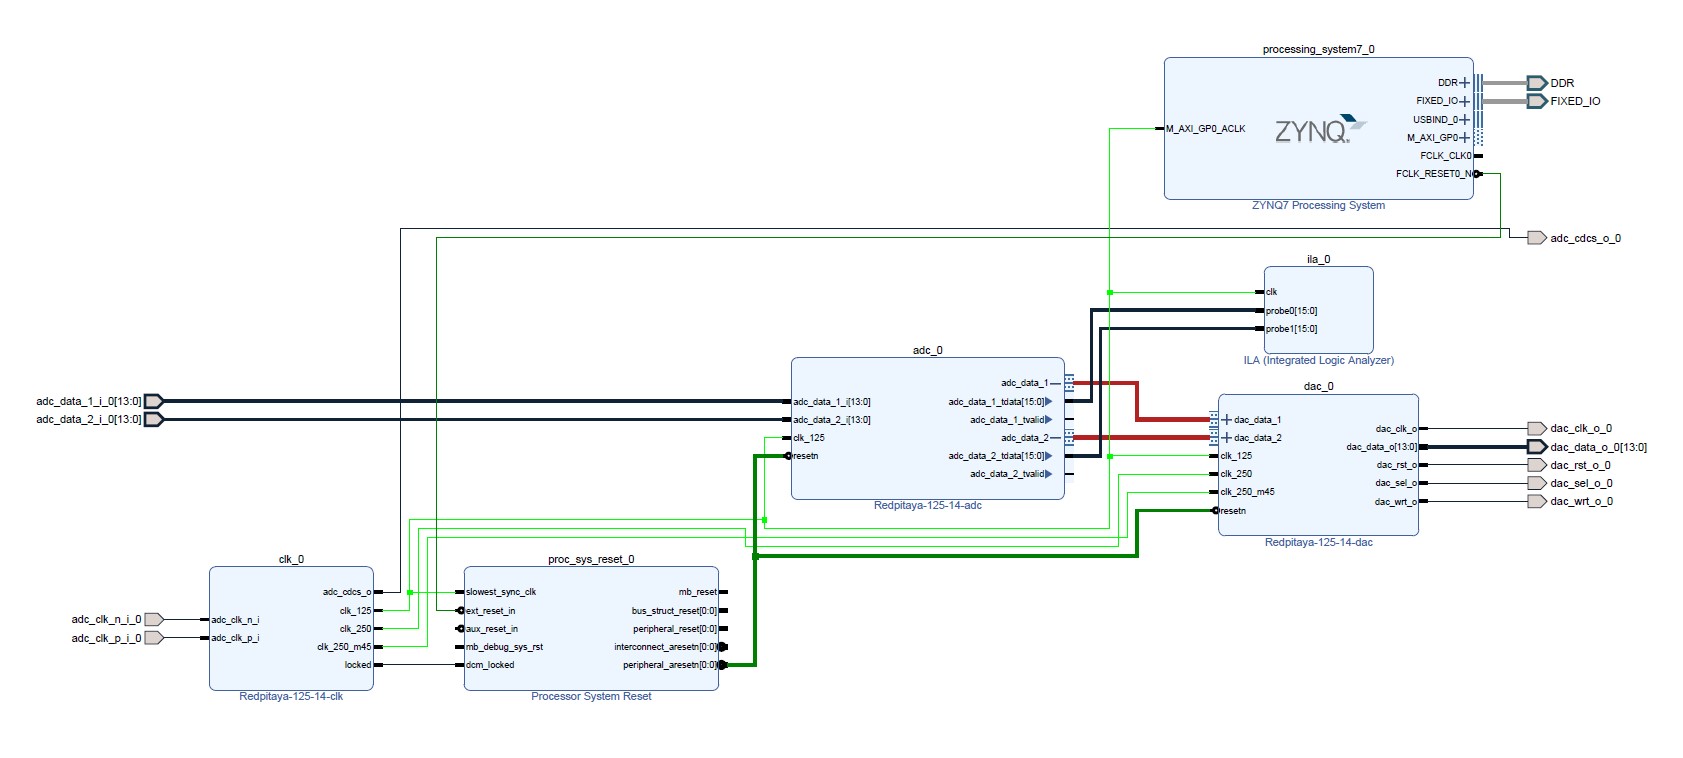 processing_system7_0
DDR
FIXED_IO
USBIND_0
M_AXI_GP0
FCLK_CLK0
FCLK_RESET0_N
M_AXI_GP0_ACLK
ZYNQ
ZYNQ7 Processing System
DDR
FIXED_IO
adc_cdcs_o_0
ila_0
clk
probe0[15:0]
probe1[15:0]
ILA (Integrated Logic Analyzer)
adc_0
adc_data_1_i[13:0]
adc_data_2_i[13:0]
clk_125
resetn
adc_data_1
adc_data_1_tdata[15:0]
adc_data_1_tvalid
adc_data_2
adc_data_2_tdata[15:0]
adc_data_2_tvalid
Redpitaya-125-14-adc
adc_data_1_i_0[13:0]
adc_data_2_i_0[13:0]
dac_0
dac_data_1
dac_data_2
clk_125
clk_250
clk_250_m45
resetn
dac_clk_o
dac_data_o[13:0]
dac_rst_o
dac_sel_o
dac_wrt_o
Redpitaya-125-14-dac
dac_clk_o_0
dac_data_o_0[13:0]
dac_rst_o_0
dac_sel_o_0
dac_wrt_o_0
clk_0
adc_clk_n_i
adc_clk_p_i
adc_cdcs_o
clk_125
clk_250
clk_250_m45
locked
Redpitaya-125-14-clk
adc_clk_n_i_0
adc_clk_p_i_0
proc_sys_reset_0
slowest_sync_clk
ext_reset_in
aux_reset_in
mb_debug_sys_rst
dcm_locked
mb_reset
bus_struct_reset[0:0]
peripheral_reset[0:0]
interconnect_aresetn[0:0]
peripheral_aresetn[0:0]
Processor System Reset